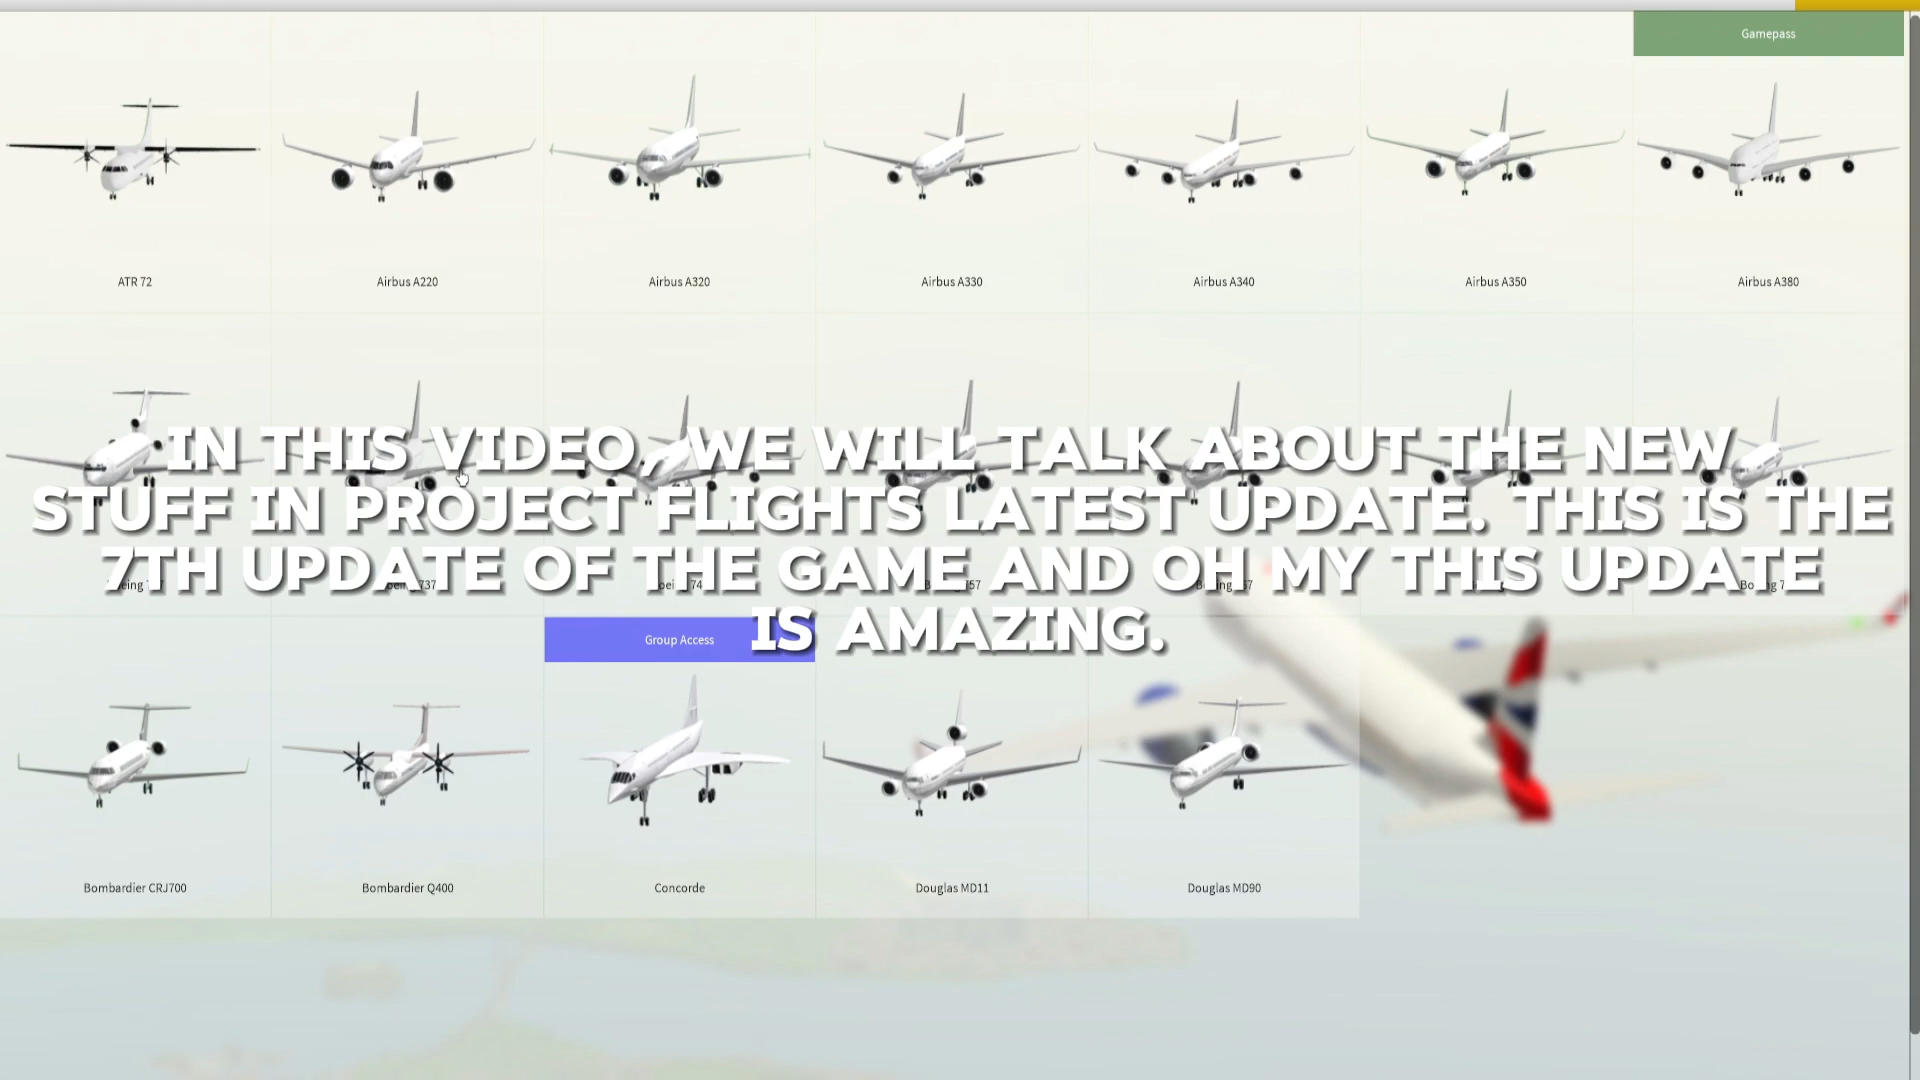 Gamepass
ATR 72
Airbus A220
Airbus A320
Airbus A330
Airbus A340
Airbus A350
Airbus A380
IN THIS VIDEO, WE WILL TALK ABOUT THE NEW
STUFF IN PROJECT FLIGHTS LATEST UPDATE. THIS IS THE
7TH UPDATE OF THE GAME AND OH MY THIS UPDATE
IS AMAZING.
Group Access
Bombardier CRJ700
Bombardier Q400
Concorde
Douglas MD11
Douglas MD90